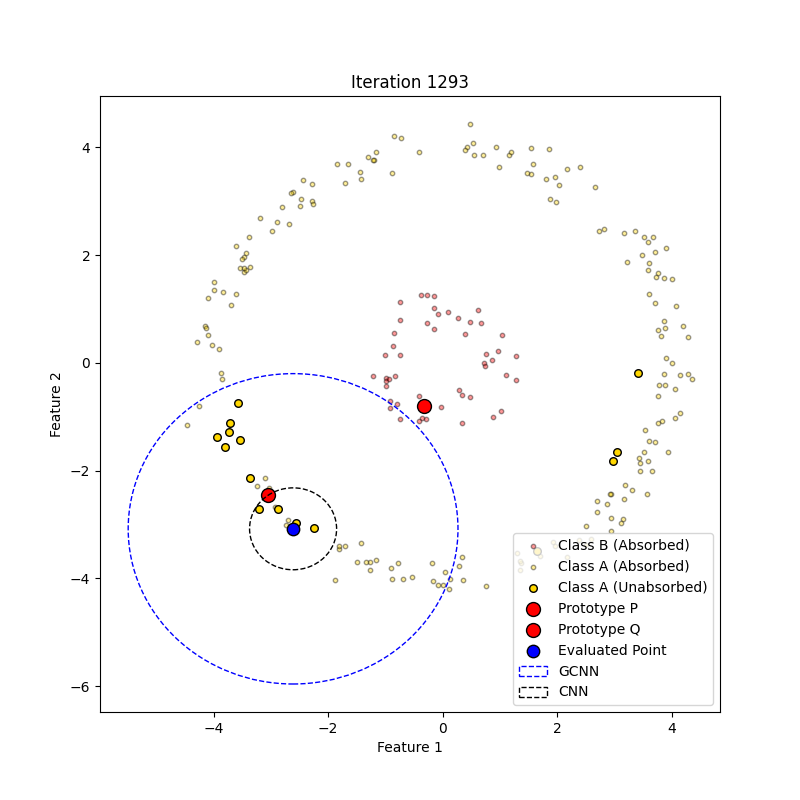 Iteration 1293
Feature 2
4
2
0
−2
−4
−6
−4
−2
0
2
4
Feature 1
Class B (Absorbed)
Class A (Absorbed)
Class A (Unabsorbed)
Prototype P
Prototype Q
Evaluated Point
GCNN
CNN